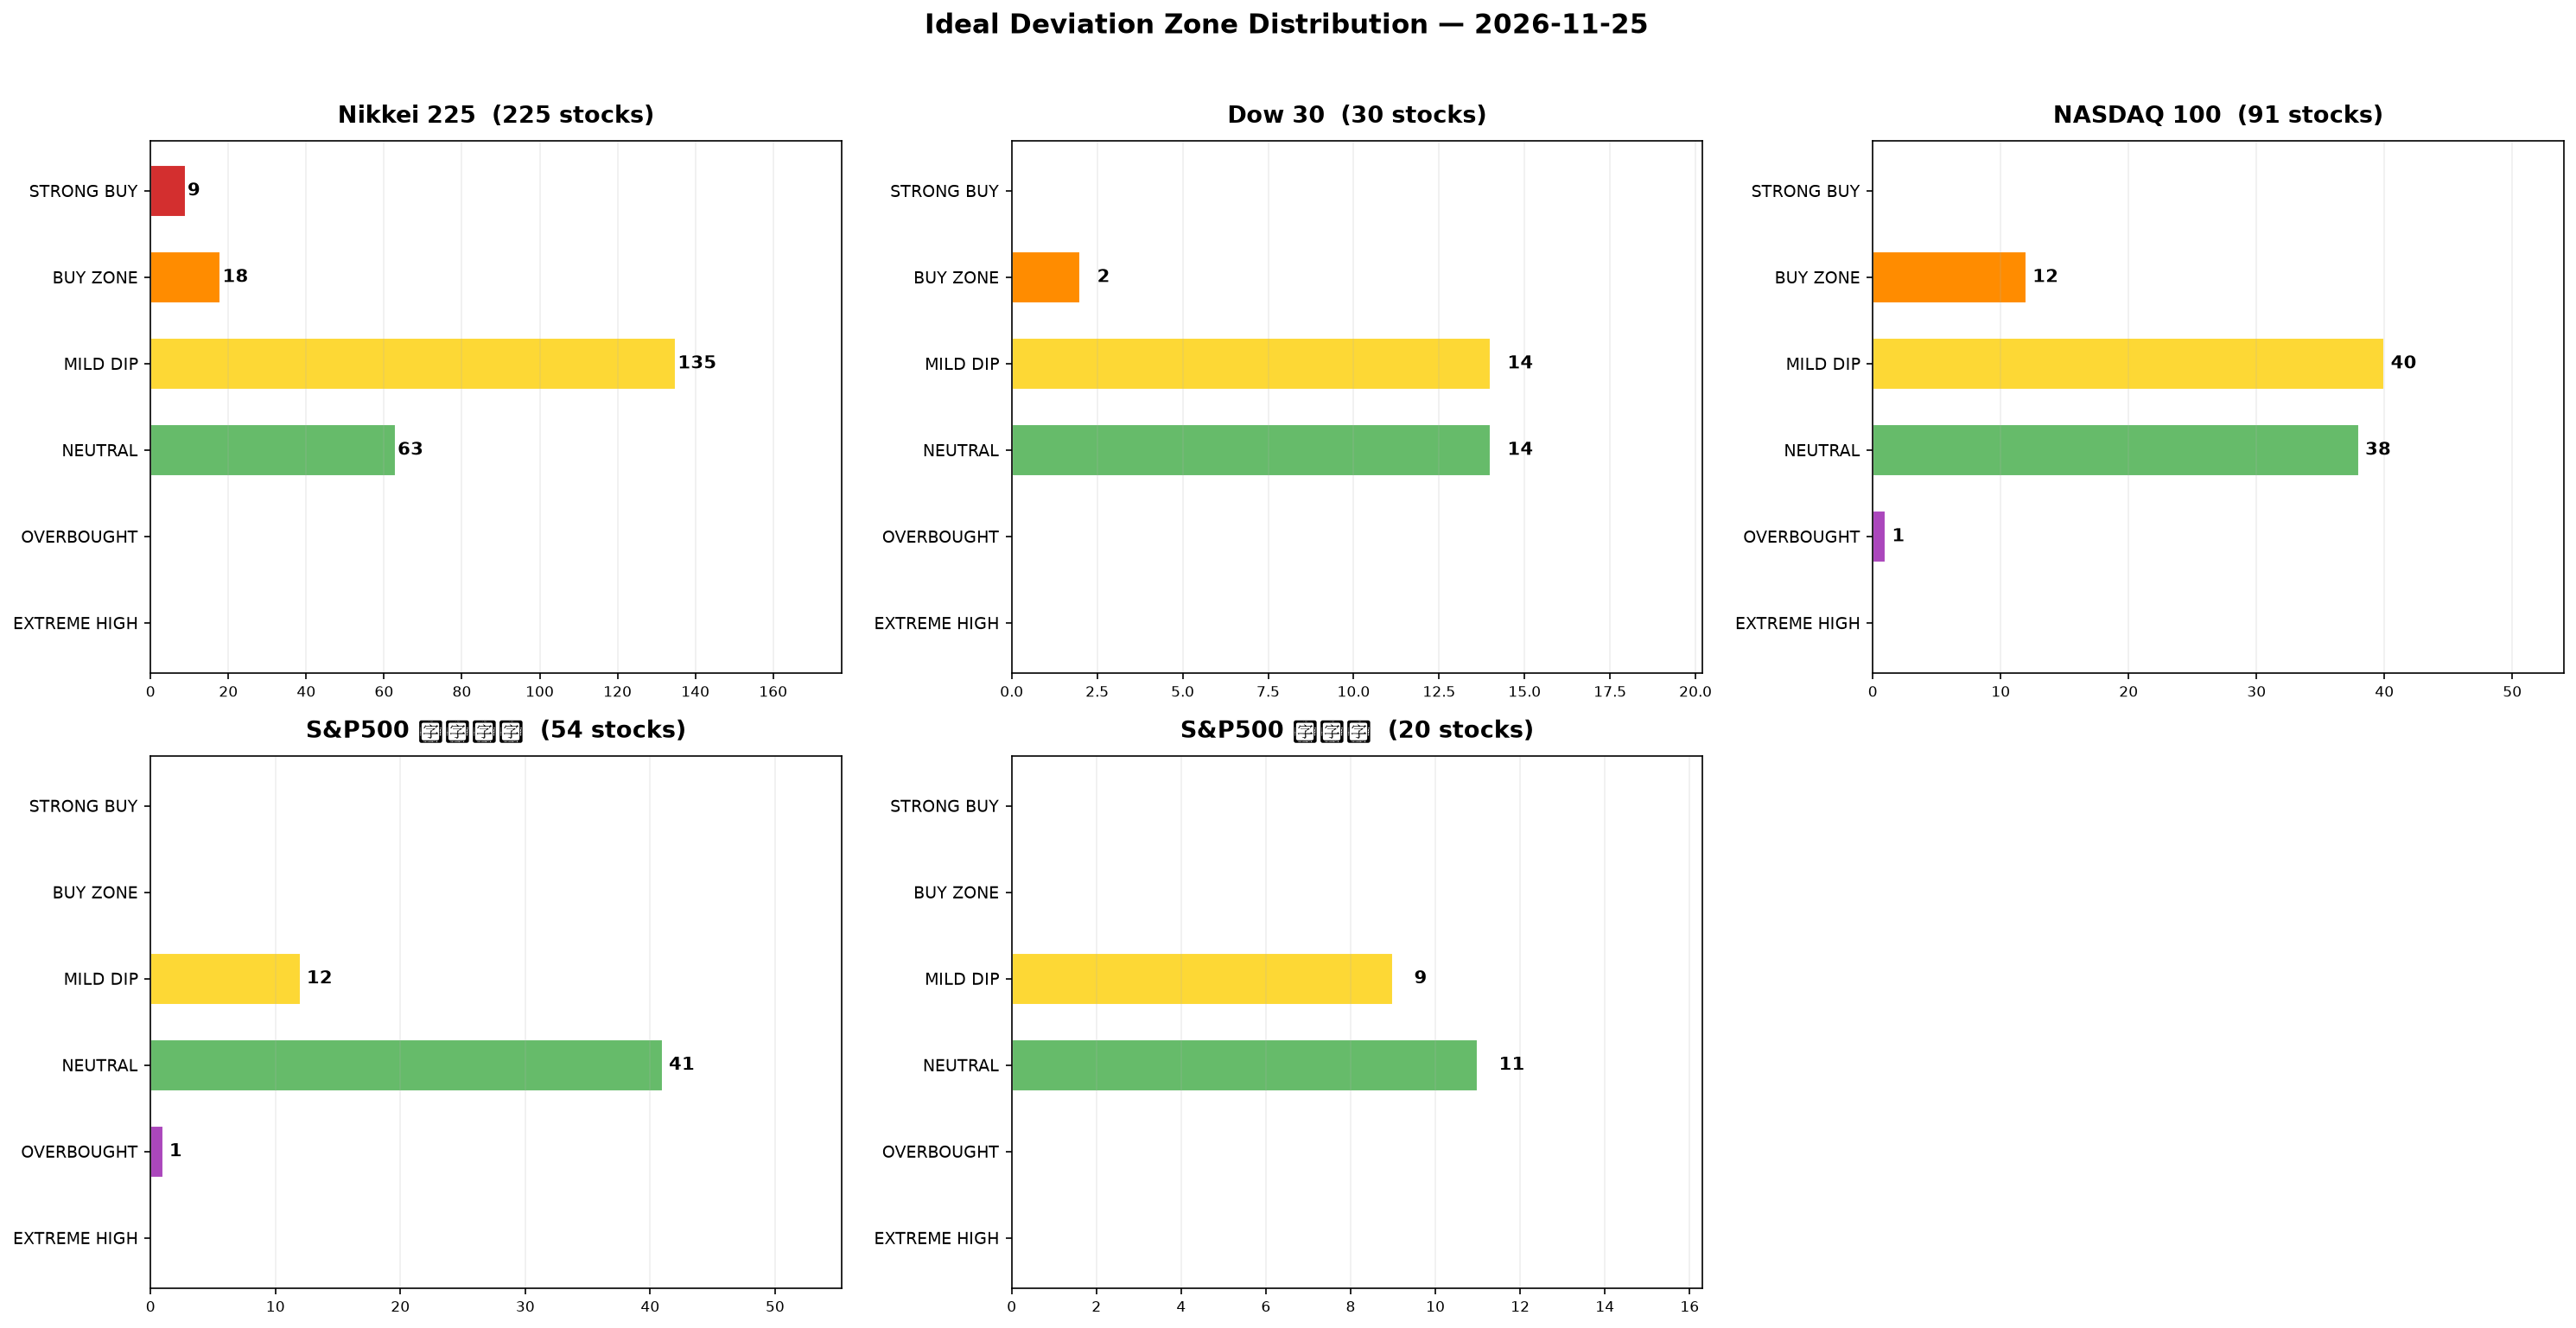 Ideal Deviation Zone Distribution — 2026-11-25
Nikkei 225 (225 stocks)
STRONG BUY
9
BUY ZONE
18
MILD DIP
135
NEUTRAL
63
OVERBOUGHT
EXTREME HIGH
0 20 40 60 80 100 120 140 160
Dow 30 (30 stocks)
STRONG BUY
BUY ZONE
2
MILD DIP
14
NEUTRAL
14
OVERBOUGHT
EXTREME HIGH
0.0 2.5 5.0 7.5 10.0 12.5 15.0 17.5 20.0
NASDAQ 100 (91 stocks)
STRONG BUY
BUY ZONE
12
MILD DIP
40
NEUTRAL
38
OVERBOUGHT
1
EXTREME HIGH
0 10 20 30 40 50
S&P500 (54 stocks)
STRONG BUY
BUY ZONE
MILD DIP
12
NEUTRAL
41
OVERBOUGHT
1
EXTREME HIGH
0 10 20 30 40 50
S&P500 (20 stocks)
STRONG BUY
BUY ZONE
MILD DIP
9
NEUTRAL
11
OVERBOUGHT
EXTREME HIGH
0 2 4 6 8 10 12 14 16